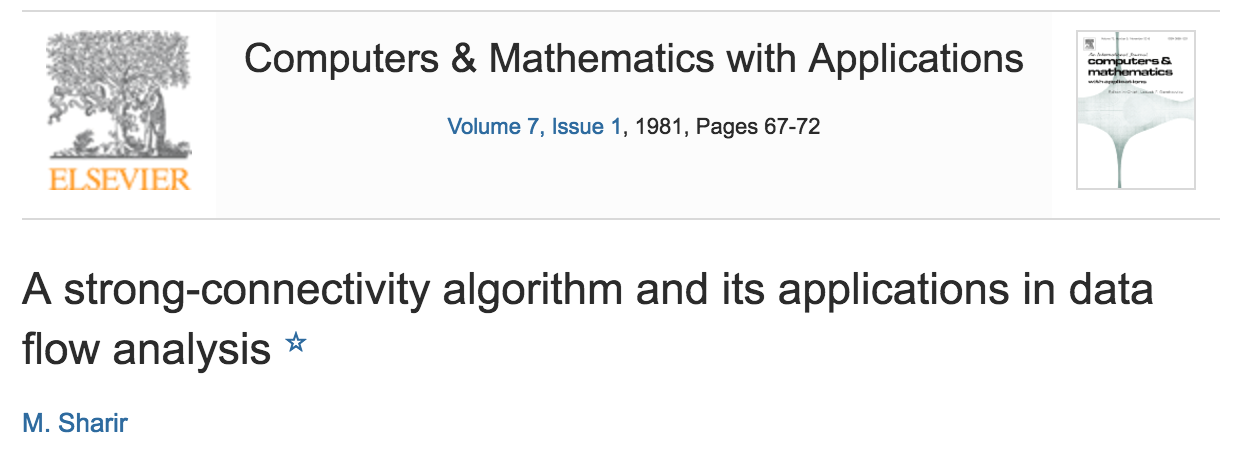 Computers & Mathematics with Applications
Volume 7, Issue 1, 1981, Pages 67-72
ELSEVIER
An International Journal
computers &
mathematics
with applications
A strong-connectivity algorithm and its applications in data
flow analysis ☆
M. Sharir